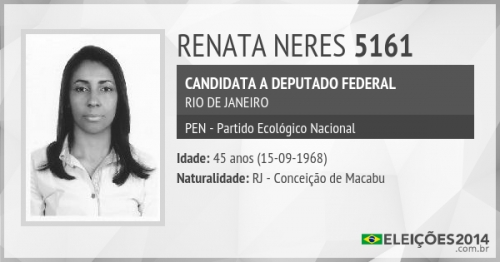 RENATA NERES 5161
CANDIDATA A DEPUTADO FEDERAL
RIO DE JANEIRO
PEN - Partido Ecológico Nacional
Idade: 45 anos (15-09-1968)
Naturalidade: RJ - Conceição de Macabu
ELEIÇÕES2014
.com.br